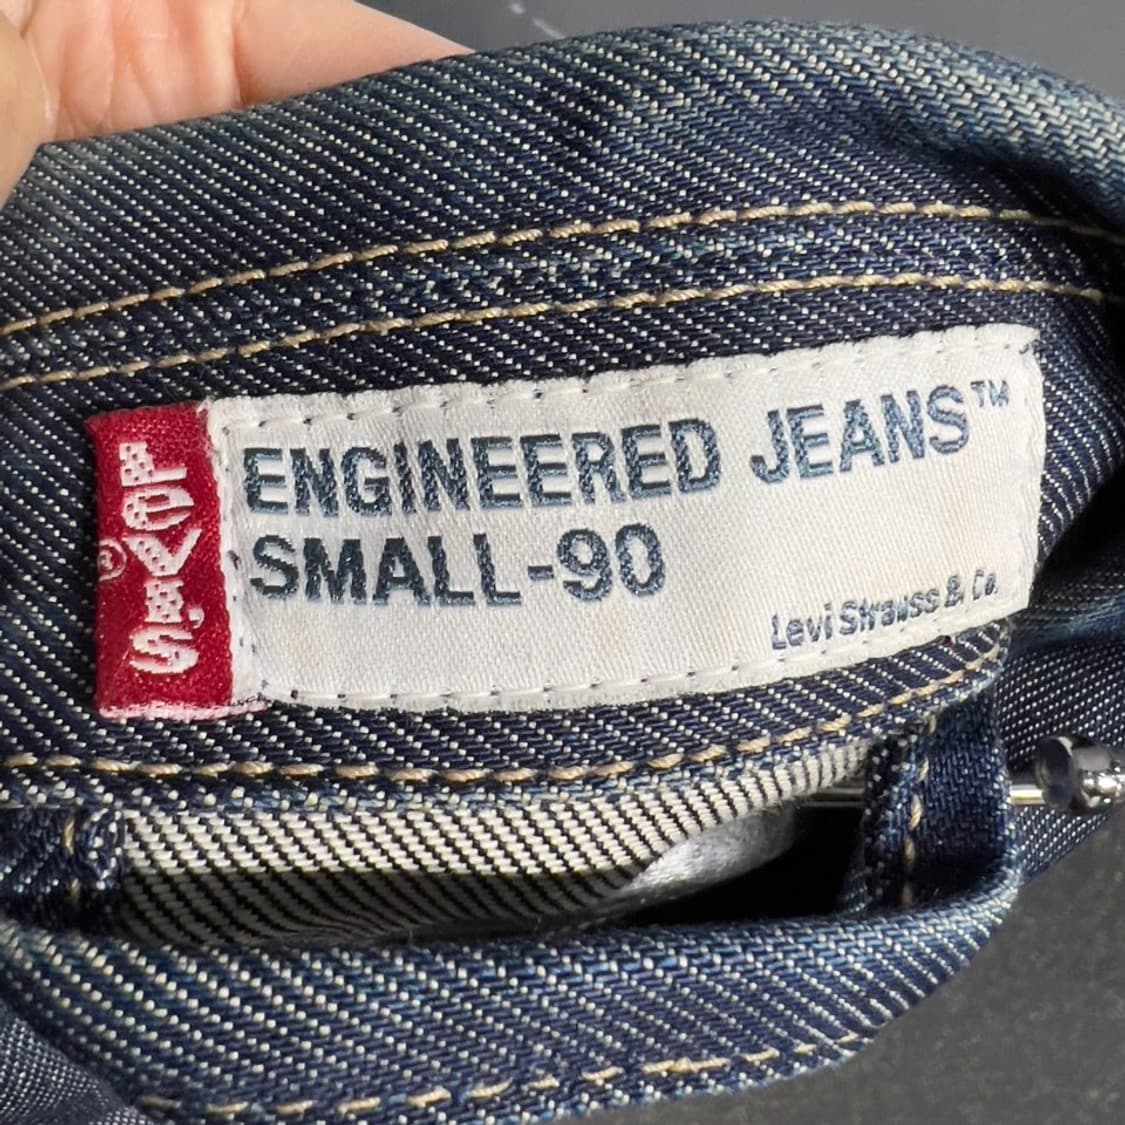 LEVI'S
®
ENGINEERED JEANS™
SMALL-90
Levi Strauss & Co.